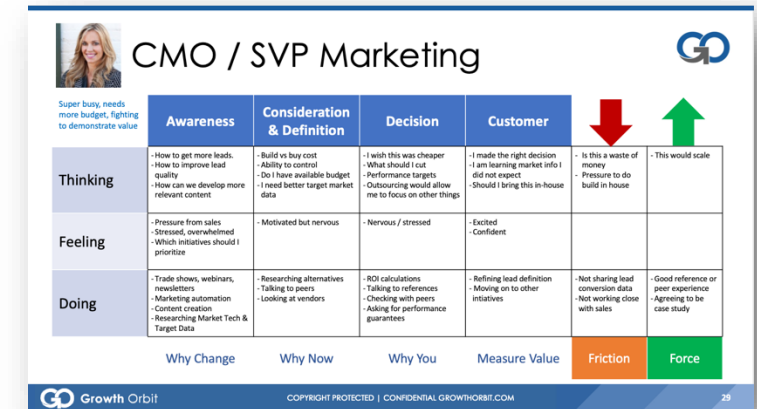 CMO / SVP Marketing
GO
Super busy, needs
more budget, fighting
to demonstrate value
Awareness
Consideration
& Definition
Decision
Customer
Thinking
- How to get more leads.
- How to improve lead
quality
- How can we develop more
relevant content
- Build vs buy cost
- Ability to control
- Do I have available budget
- I need better target market
data
- I wish this was cheaper
- What should I cut
- Performance targets
- Outsourcing would allow
me to focus on other things
- I made the right decision
- I am learning market info I
did not expect
- Should I bring this in-house
- Is this a waste of
money
- Pressure to do
build in house
- This would scale
Feeling
- Pressure from sales
- Stressed, overwhelmed
- Which initiatives should I
prioritize
- Motivated but nervous
- Nervous / stressed
- Excited
- Confident
Doing
- Trade shows, webinars,
newsletters
- Marketing automation
- Content creation
- Researching Market Tech &
Target Data
- Researching alternatives
- Talking to peers
- Looking at vendors
- ROI calculations
- Talking to references
- Checking with peers
- Asking for performance
guarantees
- Refining lead definition
- Moving on to other
intiatives
- Not sharing lead
conversion data
- Not working close
with sales
- Good reference or
peer experience
- Agreeing to be
case study
Why Change
Why Now
Why You
Measure Value
Friction
Force
GO Growth Orbit
COPYRIGHT PROTECTED | CONFIDENTIAL GROWTHORBIT.COM
29